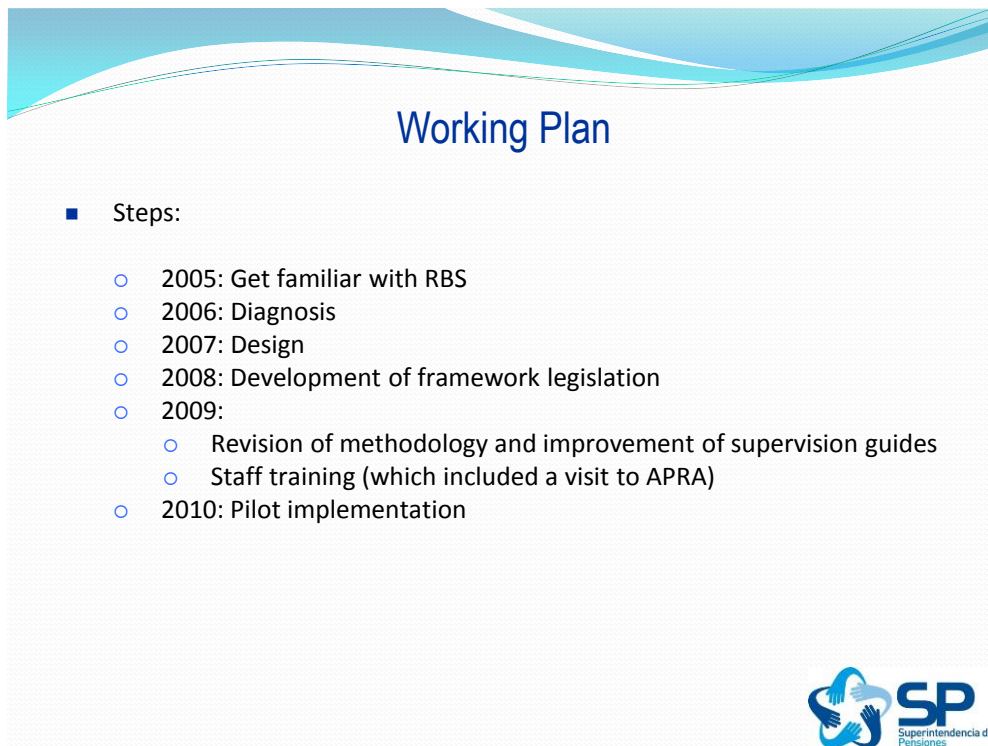 Working Plan
Steps:
2005: Get familiar with RBS
2006: Diagnosis
2007: Design
2008: Development of framework legislation
2009:
Revision of methodology and improvement of supervision guides
Staff training (which included a visit to APRA)
2010: Pilot implementation
SP
Superintendencia d
Pensiones